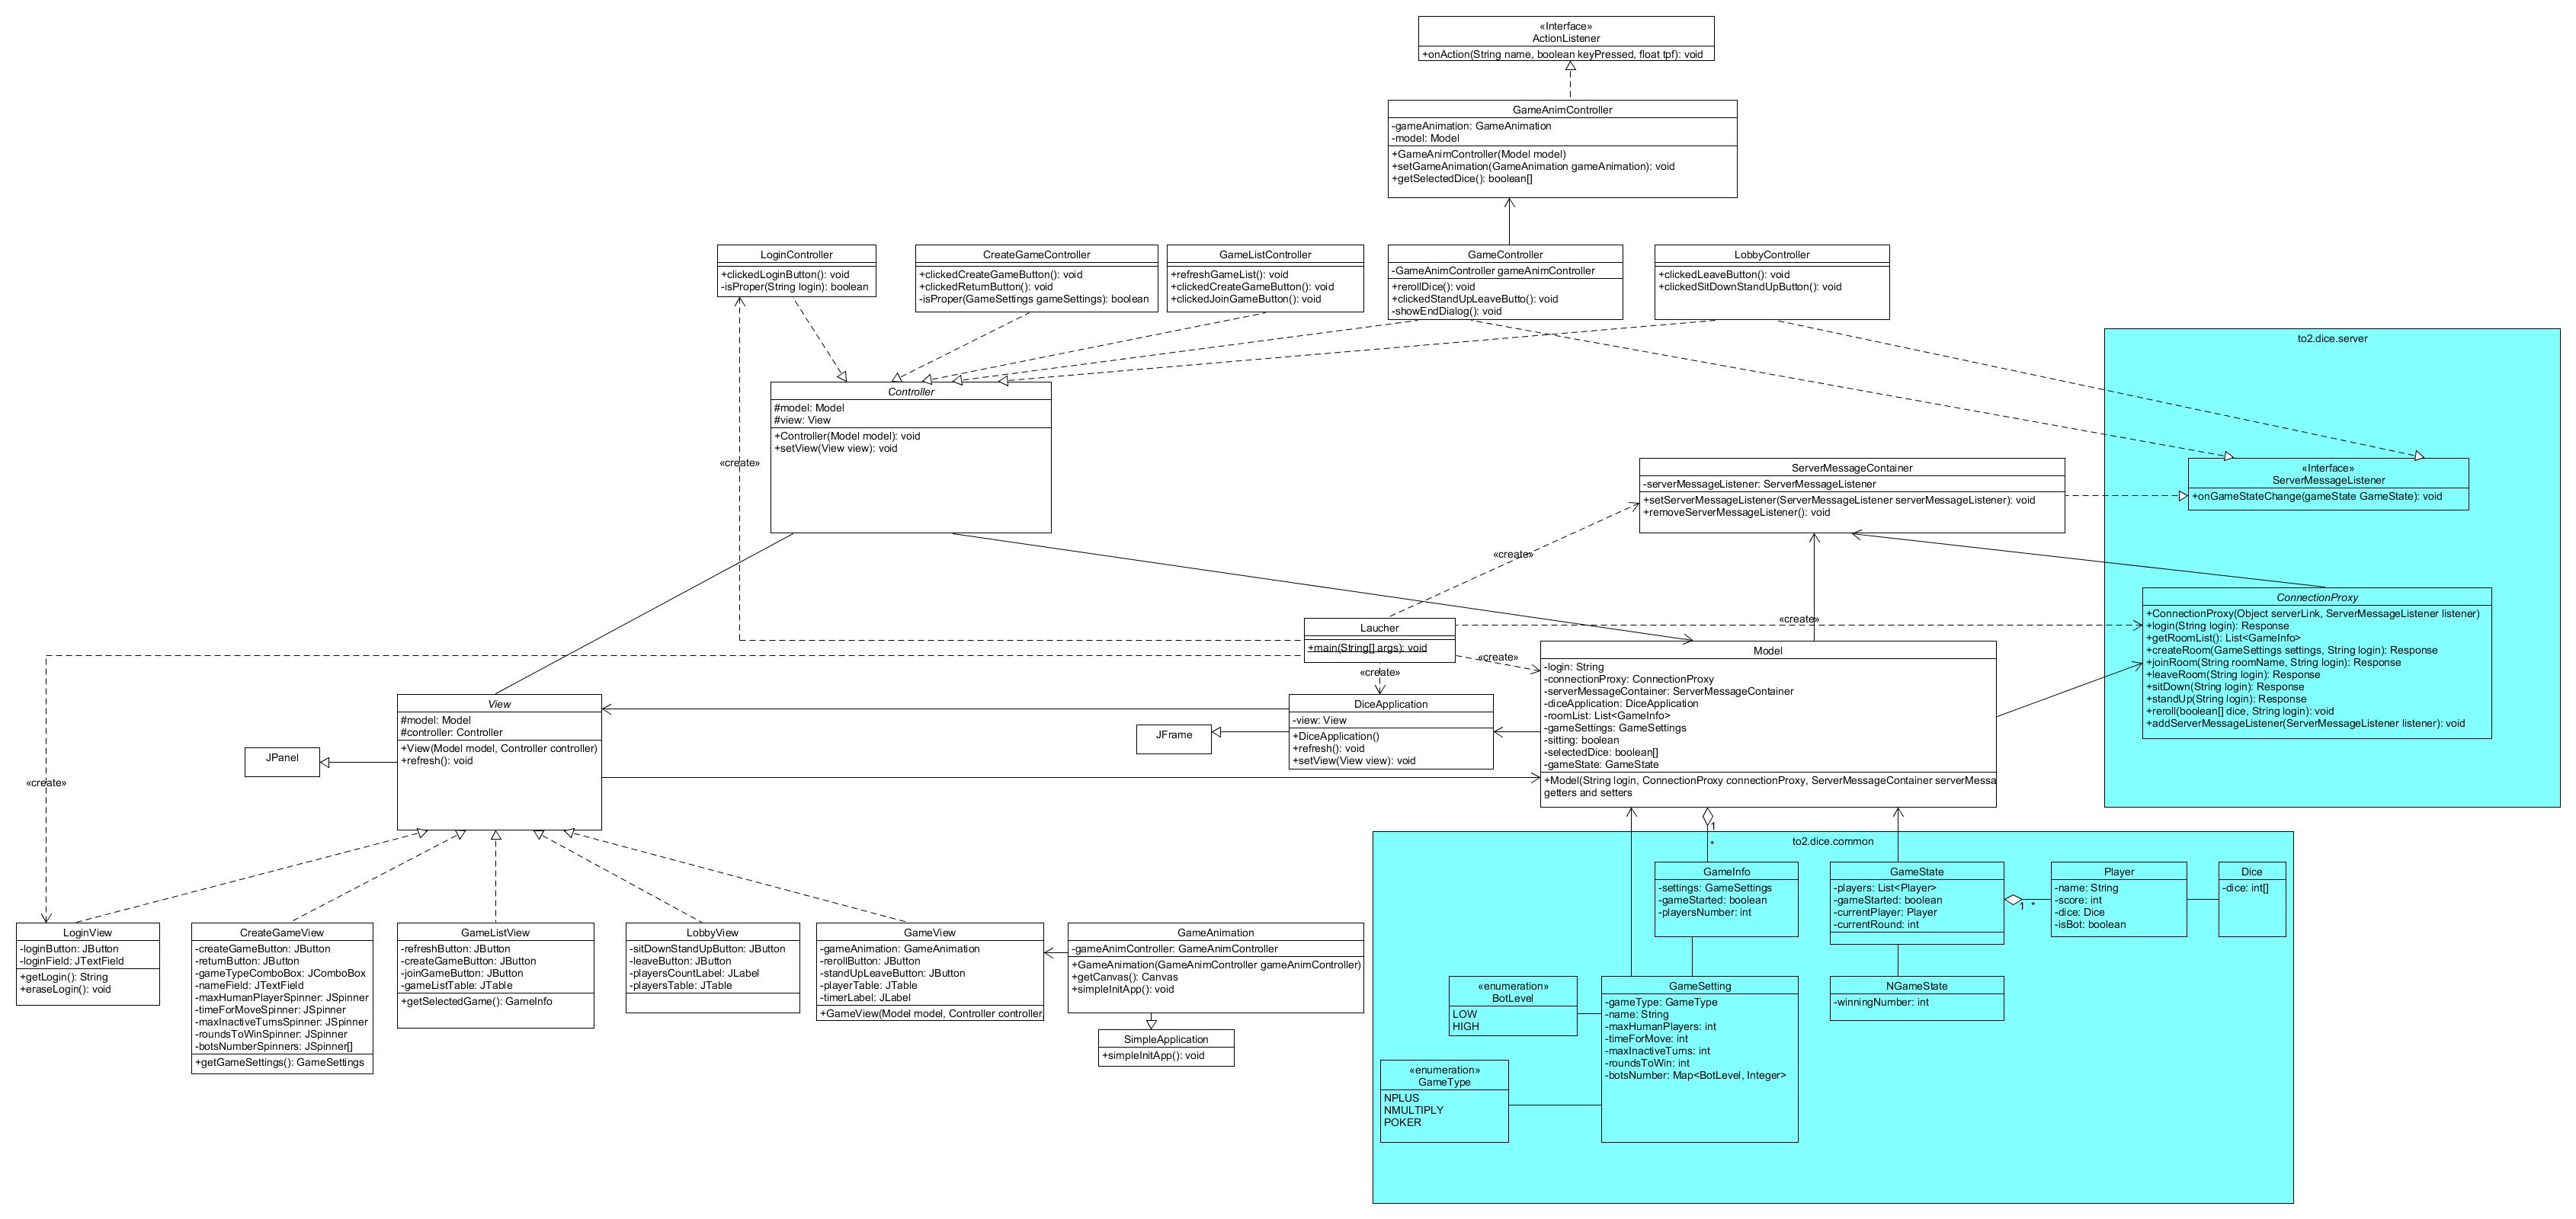 «Interface»
ActionListener
+onAction(String name, boolean keyPressed, float tpf): void
GameAnimController
-gameAnimation: GameAnimation
-model: Model
+GameAnimController(Model model)
+setGameAnimation(GameAnimation gameAnimation): void
+getSelectedDice(): boolean[]
LoginController
+clickedLoginButton(): void
-isProper(String login): boolean
CreateGameController
+clickedCreateGameButton(): void
+clickedReturnButton(): void
-isProper(GameSettings gameSettings): boolean
GameListController
+refreshGameList(): void
+clickedCreateGameButton(): void
+clickedJoinGameButton(): void
GameController
-GameAnimController gameAnimController
+rerollDice(): void
+clickedStandUpLeaveButto(): void
-showEndDialog(): void
LobbyController
+clickedLeaveButton(): void
+clickedSitDownStandUpButton(): void
to2.dice.server
Controller
#model: Model
#view: View
+Controller(Model model): void
+setView(View view): void
«create»
ServerMessageContainer
-serverMessageListener: ServerMessageListener
+setServerMessageListener(ServerMessageListener serverMessageListener): void
+removeServerMessageListener(): void
«Interface»
ServerMessageListener
+onGameStateChange(gameState GameState): void
«create»
ConnectionProxy
+ConnectionProxy(Object serverLink, ServerMessageListener listener)
+login(String login): Response
+getRoomList(): List<GameInfo>
+createRoom(GameSettings settings, String login): Response
+joinRoom(String roomName, String login): Response
+leaveRoom(String login): Response
+sitDown(String login): Response
+standUp(String login): Response
+reroll(boolean[] dice, String login): void
+addServerMessageListener(ServerMessageListener listener): void
Laucher
+main(String[] args): void
«create»
«create»
«create»
Model
-login: String
-connectionProxy: ConnectionProxy
-serverMessageContainer: ServerMessageContainer
-diceApplication: DiceApplication
-roomList: List<GameInfo>
-gameSettings: GameSettings
-sitting: boolean
-selectedDice: boolean[]
-gameState: GameState
+Model(String login, ConnectionProxy connectionProxy, ServerMessageContainer serverMessa
getters and setters
View
#model: Model
#controller: Controller
+View(Model model, Controller controller)
+refresh(): void
JPanel
JFrame
DiceApplication
-view: View
+DiceApplication()
+refresh(): void
+setView(View view): void
«create»
LoginView
-loginButton: JButton
-loginField: JTextField
+getLogin(): String
+eraseLogin(): void
CreateGameView
-createGameButton: JButton
-returnButton: JButton
-gameTypeComboBox: JComboBox
-nameField: JTextField
-maxHumanPlayerSpinner: JSpinner
-timeForMoveSpinner: JSpinner
-maxInactiveTurnsSpinner: JSpinner
-roundsToWinSpinner: JSpinner
-botsNumberSpinners: JSpinner[]
+getGameSettings(): GameSettings
GameListView
-refreshButton: JButton
-createGameButton: JButton
-joinGameButton: JButton
-gameListTable: JTable
+getSelectedGame(): GameInfo
LobbyView
-sitDownStandUpButton: JButton
-leaveButton: JButton
-playersCountLabel: JLabel
-playersTable: JTable
GameView
-gameAnimation: GameAnimation
-rerollButton: JButton
-standUpLeaveButton: JButton
-playerTable: JTable
-timerLabel: JLabel
+GameView(Model model, Controller controller,
GameAnimation
-gameAnimController: GameAnimController
+GameAnimation(GameAnimController gameAnimController)
+getCanvas(): Canvas
+simpleInitApp(): void
SimpleApplication
+simpleInitApp(): void
to2.dice.common
1
*
GameInfo
-settings: GameSettings
-gameStarted: boolean
-playersNumber: int
GameState
-players: List<Player>
-gameStarted: boolean
-currentPlayer: Player
-currentRound: int
1 *
Player
-name: String
-score: int
-dice: Dice
-isBot: boolean
Dice
-dice: int[]
«enumeration»
BotLevel
LOW
HIGH
GameSetting
-gameType: GameType
-name: String
-maxHumanPlayers: int
-timeForMove: int
-maxInactiveTurns: int
-roundsToWin: int
-botsNumber: Map<BotLevel, Integer>
NGameState
-winningNumber: int
«enumeration»
GameType
NPLUS
NMULTIPLY
POKER